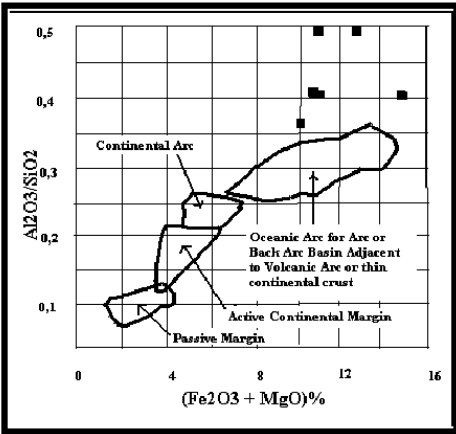 0,5
0,4
Continental Arc
0,3
Al2O3/SiO2
0,2
Oceanic Arc for Arc or
Back Arc Basin Adjacent
to Volcanic Arc or thin
continental crust
0,1
Active Continental Margin
Passive Margin
0 4 8 12 16
(Fe2O3 + MgO)%